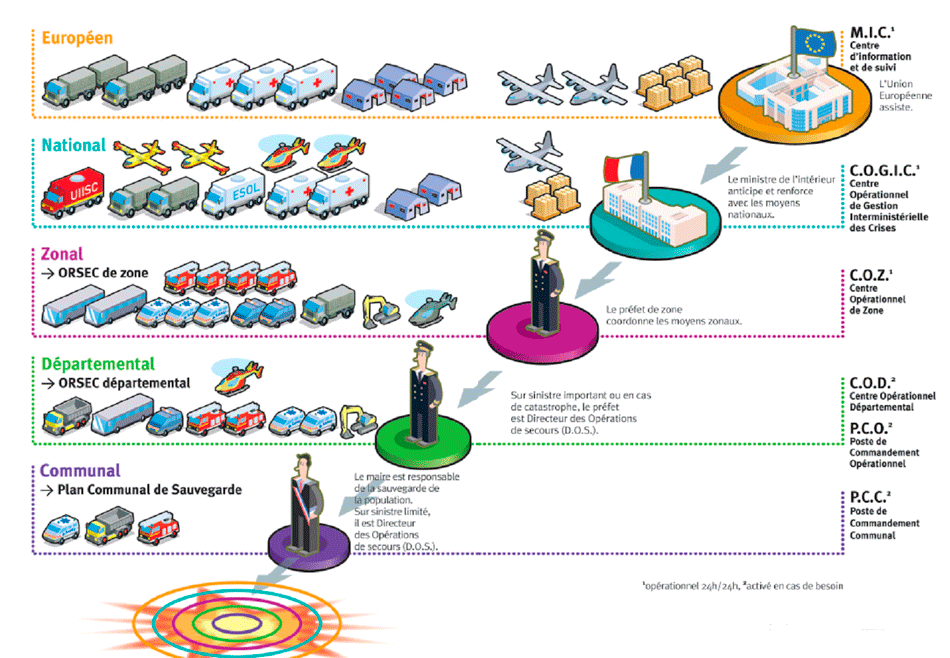 Européen
M.I.C.¹
Centre
d'information
et de suivi
L'Union
Européenne
assiste.
National
UIISC
ESOL
Le ministre de l'intérieur
anticipe et renforce
avec les moyens
nationaux.
C.O.G.I.C.¹
Centre
Opérationnel
de Gestion
Interministérielle
des Crises
Zonal
→ ORSEC de zone
Le préfet de zone
coordonne les moyens zonaux.
C.O.Z.¹
Centre
Opérationnel
de Zone
Départemental
→ ORSEC départemental
Sur sinistre important ou en cas
de catastrophe, le préfet
est Directeur des Opérations
de secours (D.O.S.).
C.O.D.²
Centre Opérationnel
Départemental
P.C.O.²
Poste de
Commandement
Opérationnel
Communal
→ Plan Communal de Sauvegarde
Le maire est responsable
de la sauvegarde de
la population.
Sur sinistre limité,
il est Directeur
des Opérations
de secours (D.O.S.).
P.C.C.²
Poste de
Commandement
Communal
¹opérationnel 24h/24h, ²activé en cas de besoin